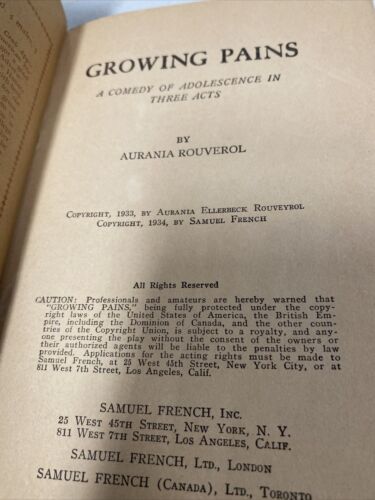 GROWING PAINS
A COMEDY OF ADOLESCENCE IN
THREE ACTS
BY
AURANIA ROUVEROL
COPYRIGHT, 1933, BY AURANIA ELLERBECK ROUVEYROL
COPYRIGHT, 1934, BY SAMUEL FRENCH
All Rights Reserved
CAUTION: Professionals and amateurs are hereby warned that
"GROWING PAINS," being fully protected under the copy-
right laws of the United States of America, the British Em-
pire, including the Dominion of Canada, and the other coun-
tries of the Copyright Union, is subject to a royalty, and any-
one presenting the play without the consent of the owners or
their authorized agents will be liable to the penalties by law
provided. Applications for the acting rights must be made to
Samuel French, at 25 West 45th Street, New York City, or at
811 West 7th Street, Los Angeles, Calif.
SAMUEL FRENCH, INC.
25 WEST 45TH STREET, NEW YORK, N. Y.
811 WEST 7TH STREET, LOS ANGELES, CALIF.
SAMUEL FRENCH, LTD., LONDON
SAMUEL FRENCH (CANADA), LTD., TORONTO